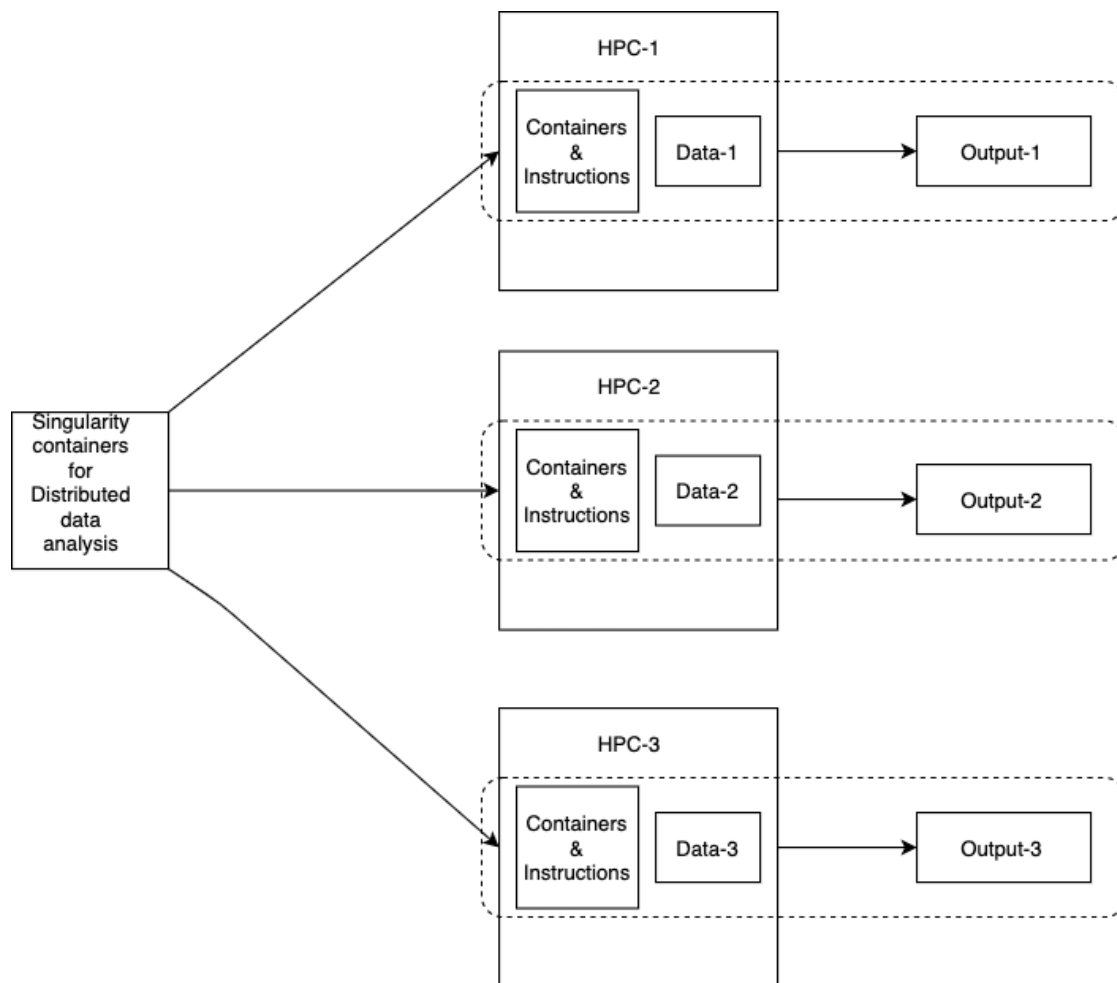 HPC-1
Containers
&
Instructions
Data-1
Output-1
HPC-2
Containers
&
Instructions
Data-2
Output-2
Singularity
containers
for
Distributed
data
analysis
HPC-3
Containers
&
Instructions
Data-3
Output-3